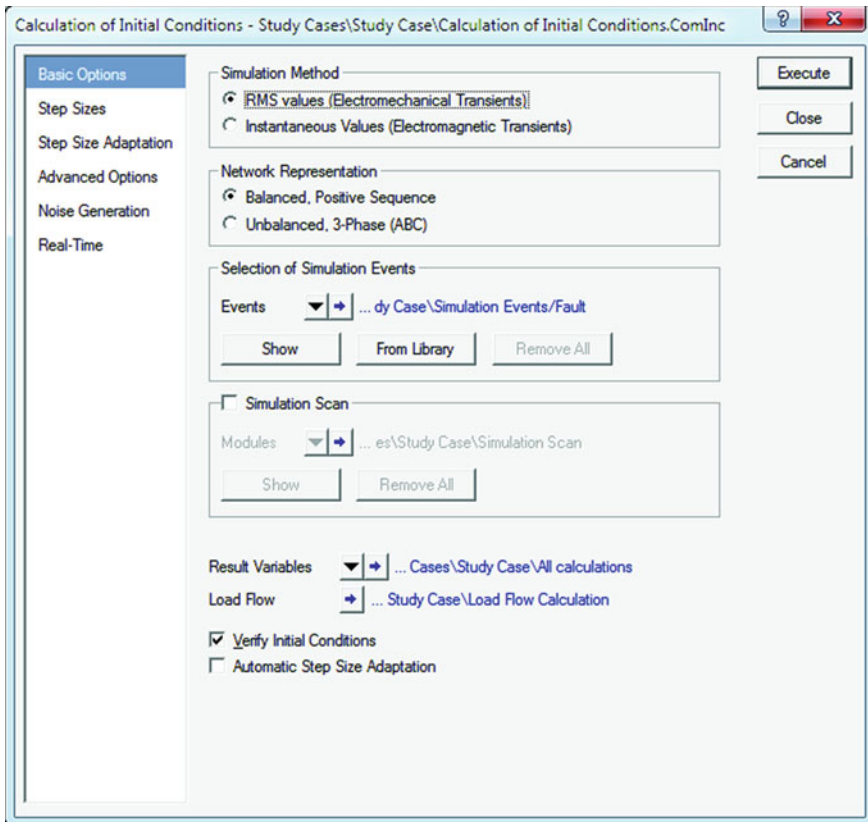 Calculation of Initial Conditions - Study Cases\Study Case\Calculation of Initial Conditions.ComInc
?
Basic Options
Step Sizes
Step Size Adaptation
Advanced Options
Noise Generation
Real-Time
Simulation Method
RMS values (Electromechanical Transients)
Instantaneous Values (Electromagnetic Transients)
Network Representation
Balanced, Positive Sequence
Unbalanced, 3-Phase (ABC)
Selection of Simulation Events
Events ... dy Case\Simulation Events/Fault
Show From Library Remove All
Simulation Scan
Modules ... es\Study Case\Simulation Scan
Show Remove All
Result Variables ... Cases\Study Case\All calculations
Load Flow ... Study Case\Load Flow Calculation
Verify Initial Conditions
Automatic Step Size Adaptation
Execute
Close
Cancel